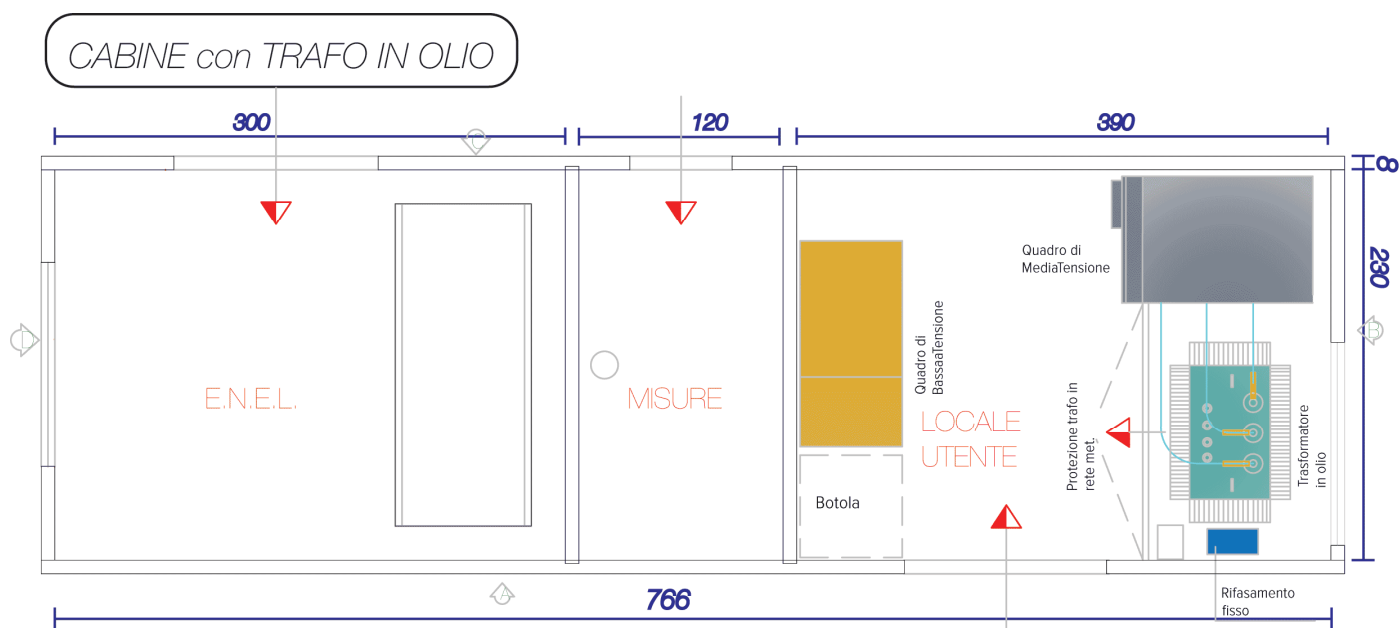 CABINE con TRAFO IN OLIO
300
120
390
8
C
230
Quadro di
MediaTensione
D
B
Quadro di
BassaaTensione
E.N.E.L.
MISURE
LOCALE
UTENTE
Protezione trafo in
rete met.
Trasformatore
in olio
Botola
A
766
Rifasamento
fisso